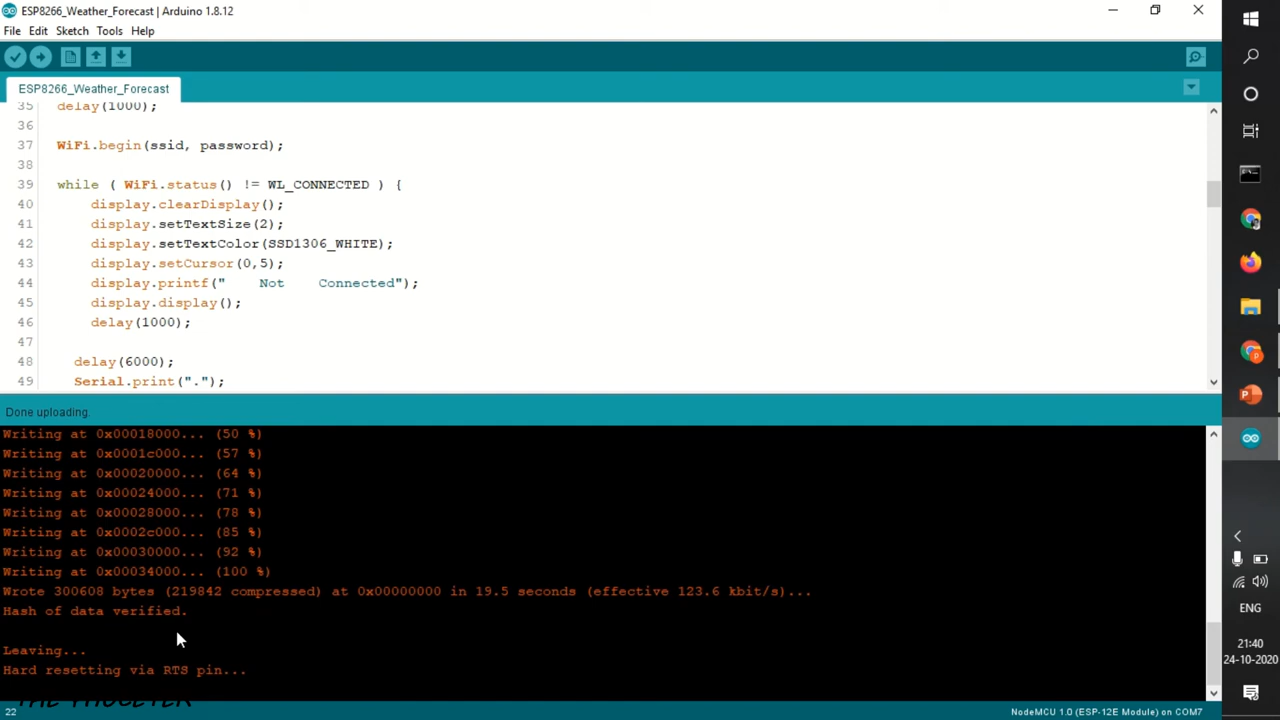 ESP8266_Weather_Forecast | Arduino 1.8.12
File Edit Sketch Tools Help
ESP8266_Weather_Forecast
35 delay(1000);
36
37 WiFi.begin(ssid, password);
38
39 while ( WiFi.status() != WL_CONNECTED ) {
40 display.clearDisplay();
41 display.setTextSize(2);
42 display.setTextColor(SSD1306_WHITE);
43 display.setCursor(0,5);
44 display.printf("    Not    Connected");
45 display.display();
46 delay(1000);
47
48 delay(6000);
49 Serial.print(".");
Done uploading.
Writing at 0x00018000... (50 %)
Writing at 0x0001c000... (57 %)
Writing at 0x00020000... (64 %)
Writing at 0x00024000... (71 %)
Writing at 0x00028000... (78 %)
Writing at 0x0002c000... (85 %)
Writing at 0x00030000... (92 %)
Writing at 0x00034000... (100 %)
Wrote 300608 bytes (219842 compressed) at 0x00000000 in 19.5 seconds (effective 123.6 kbit/s)...
Hash of data verified.
Leaving...
Hard resetting via RTS pin...
22
NodeMCU 1.0 (ESP-12E Module) on COM7
ENG
21:40
24-10-2020